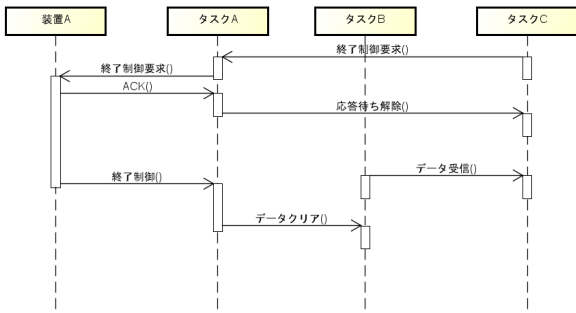 装置A
タスクA
タスクB
タスクC
終了制御要求()
終了制御要求()
ACK()
応答待ち解除()
データ受信()
終了制御()
データクリア()